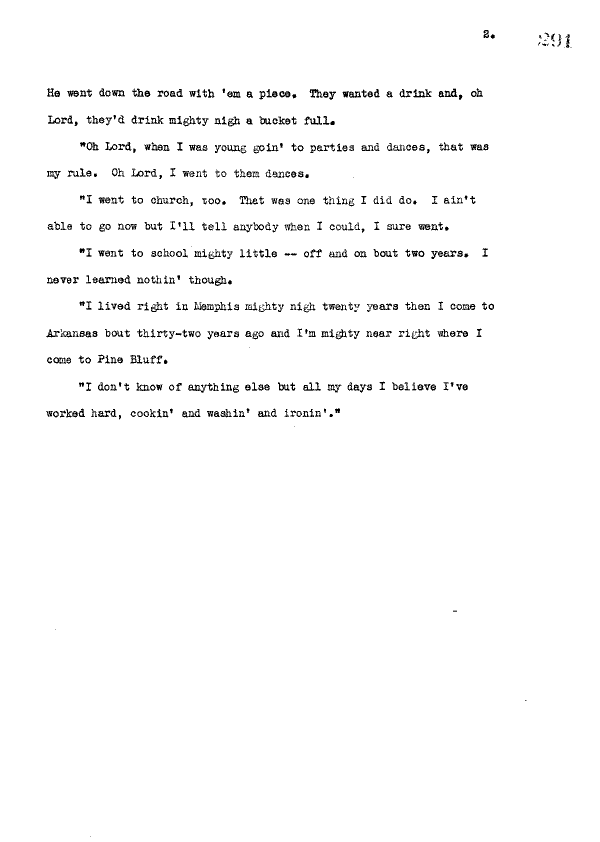 2.
291
He went down the road with 'em a piece. They wanted a drink and, oh
Lord, they'd drink mighty nigh a bucket full.
"Oh Lord, when I was young goin' to parties and dances, that was
my rule. Oh Lord, I went to them dances.
"I went to church, too. That was one thing I did do. I ain't
able to go now but I'll tell anybody when I could, I sure went.
"I went to school mighty little -- off and on bout two years. I
never learned nothin' though.
"I lived right in Memphis mighty nigh twenty years then I come to
Arkansas bout thirty-two years ago and I'm mighty near right where I
come to Pine Bluff.
"I don't know of anything else but all my days I believe I've
worked hard, cookin' and washin' and ironin'."